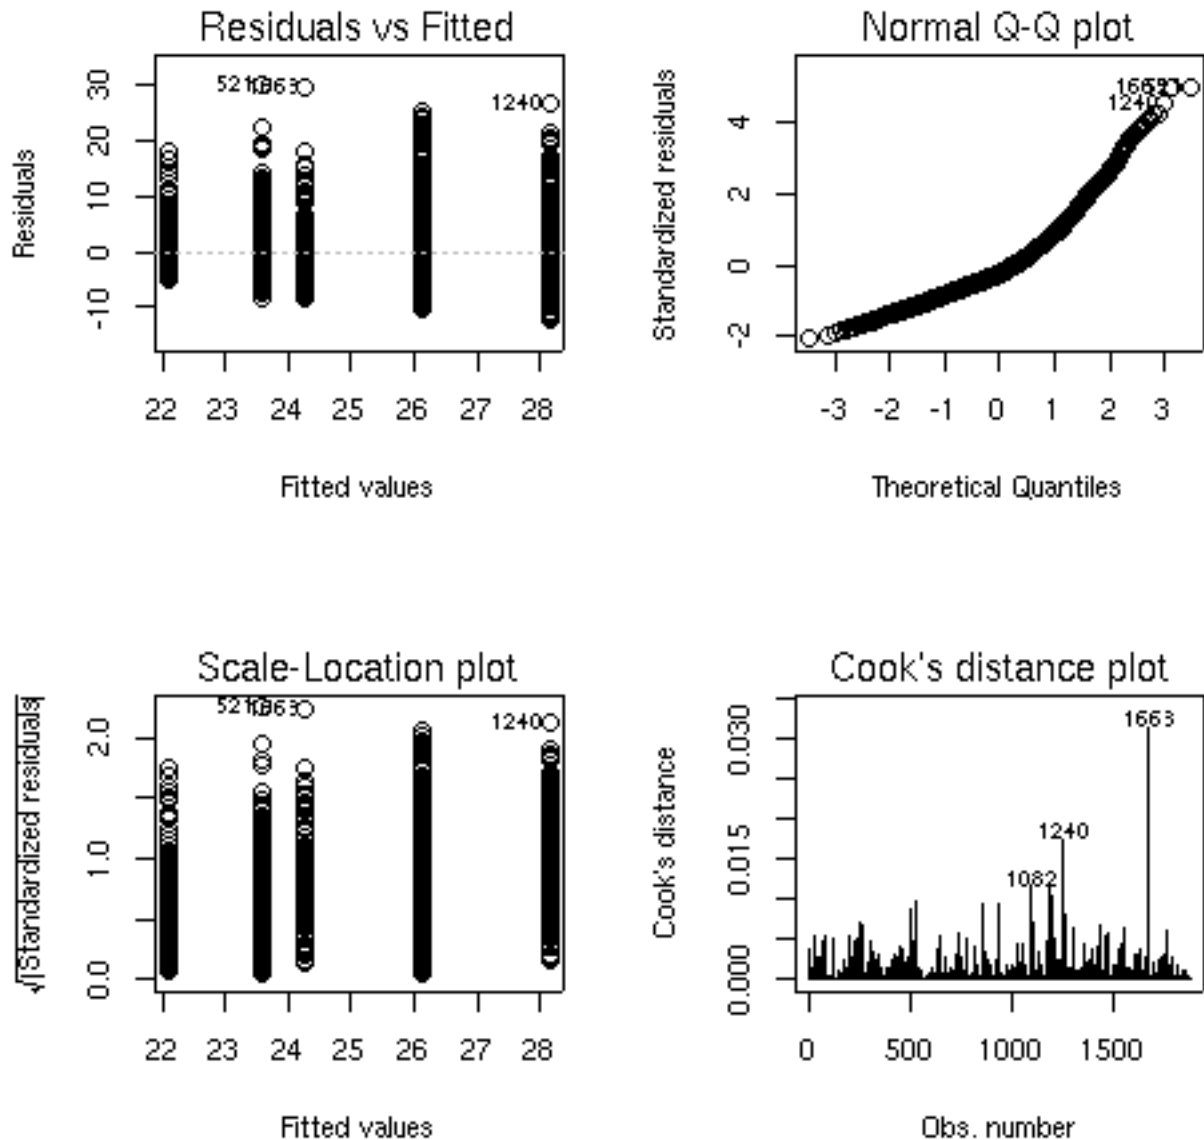 Residuals vs Fitted
Residuals
30
20
10
0
-10
1240
22 23 24 25 26 27 28
Fitted values
Normal Q-Q plot
Standardized residuals
4
2
0
-2
1240
-3 -2 -1 0 1 2 3
Theoretical Quantiles
Scale-Location plot
√|Standardized residuals|
2.0
1.0
0.0
1240
22 23 24 25 26 27 28
Fitted values
Cook's distance plot
Cook's distance
0.030
0.015
0.000
1663
1240
1082
0 500 1000 1500
Obs. number